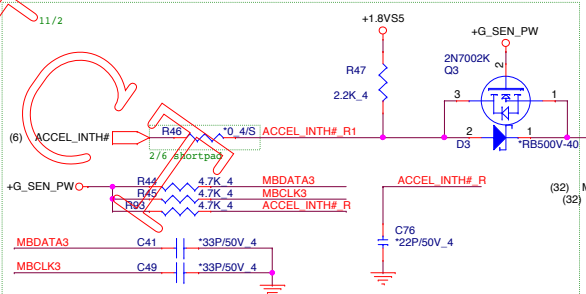 11/2
+1.8VS5
+G_SEN_PW
2N7002K
Q3
2
R47
2.2K_4
3
1
(6) ACCEL_INTH#
R46
*0_4/S
ACCEL_INTH#_R1
2
1
D3
*RB500V-40
2/6 shortpad
+G_SEN_PW
R44
4.7K_4
MBDATA3
R45
4.7K_4
MBCLK3
R93
4.7K_4
ACCEL_INTH#_R
ACCEL_INTH#_R
(32)
(32)
MBDATA3
C41
*33P/50V_4
C76
*22P/50V_4
MBCLK3
C49
*33P/50V_4